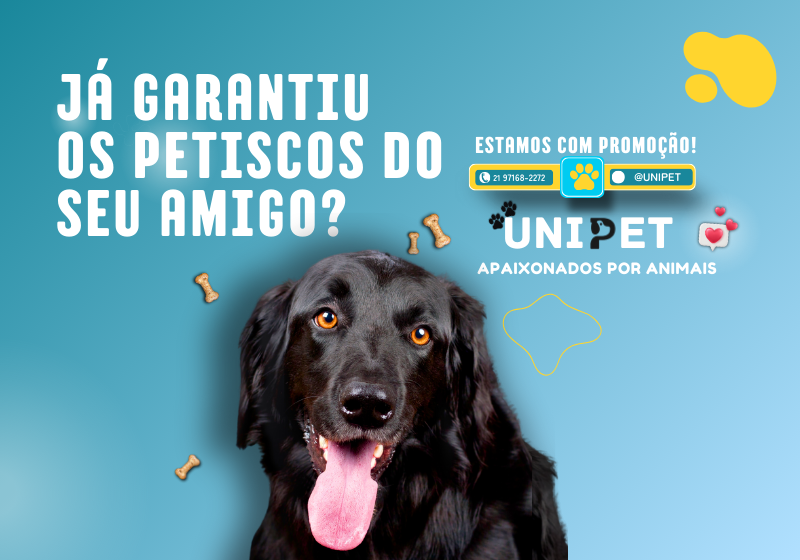 JÁ GARANTIU
OS PETISCOS DO
SEU AMIGO?
ESTAMOS COM PROMOÇÃO!
21 97168-2272
@UNIPET
UNIPET
APAIXONADOS POR ANIMAIS